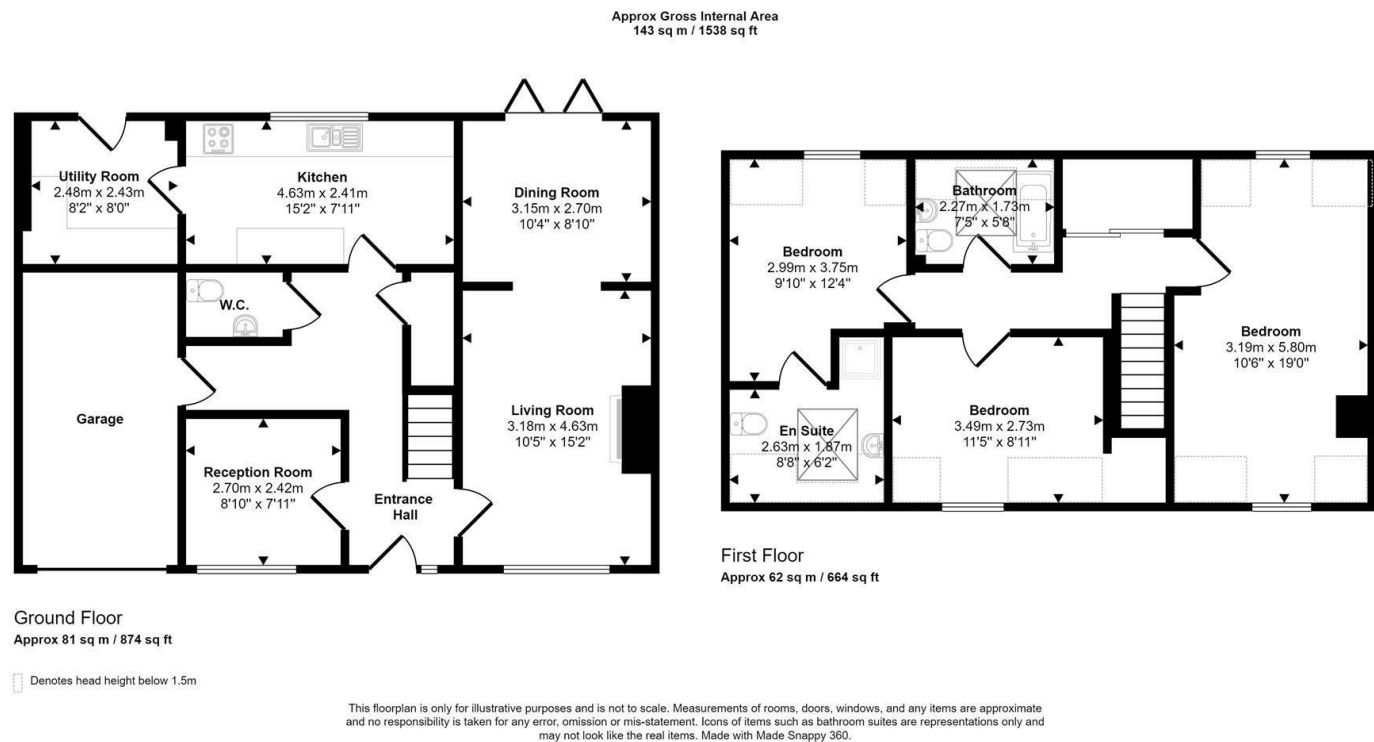 Approx Gross Internal Area
143 sq m / 1538 sq ft
Utility Room
2.48m x 2.43m
8'2" x 8'0"
Kitchen
4.63m x 2.41m
15'2" x 7'11"
Dining Room
3.15m x 2.70m
10'4" x 8'10"
W.C.
Garage
Living Room
3.18m x 4.63m
10'5" x 15'2"
Reception Room
2.70m x 2.42m
8'10" x 7'11"
Entrance
Hall
Ground Floor
Approx 81 sq m / 874 sq ft
Bathroom
2.27m x 1.73m
7'5" x 5'8"
Bedroom
2.99m x 3.75m
9'10" x 12'4"
Bedroom
3.19m x 5.80m
10'6" x 19'0"
Bedroom
3.49m x 2.73m
11'5" x 8'11"
En Suite
2.63m x 1.87m
8'8" x 6'2"
First Floor
Approx 62 sq m / 664 sq ft
Denotes head height below 1.5m
This floorplan is only for illustrative purposes and is not to scale. Measurements of rooms, doors, windows, and any items are approximate
and no responsibility is taken for any error, omission or mis-statement. Icons of items such as bathroom suites are representations only and
may not look like the real items. Made with Made Snappy 360.